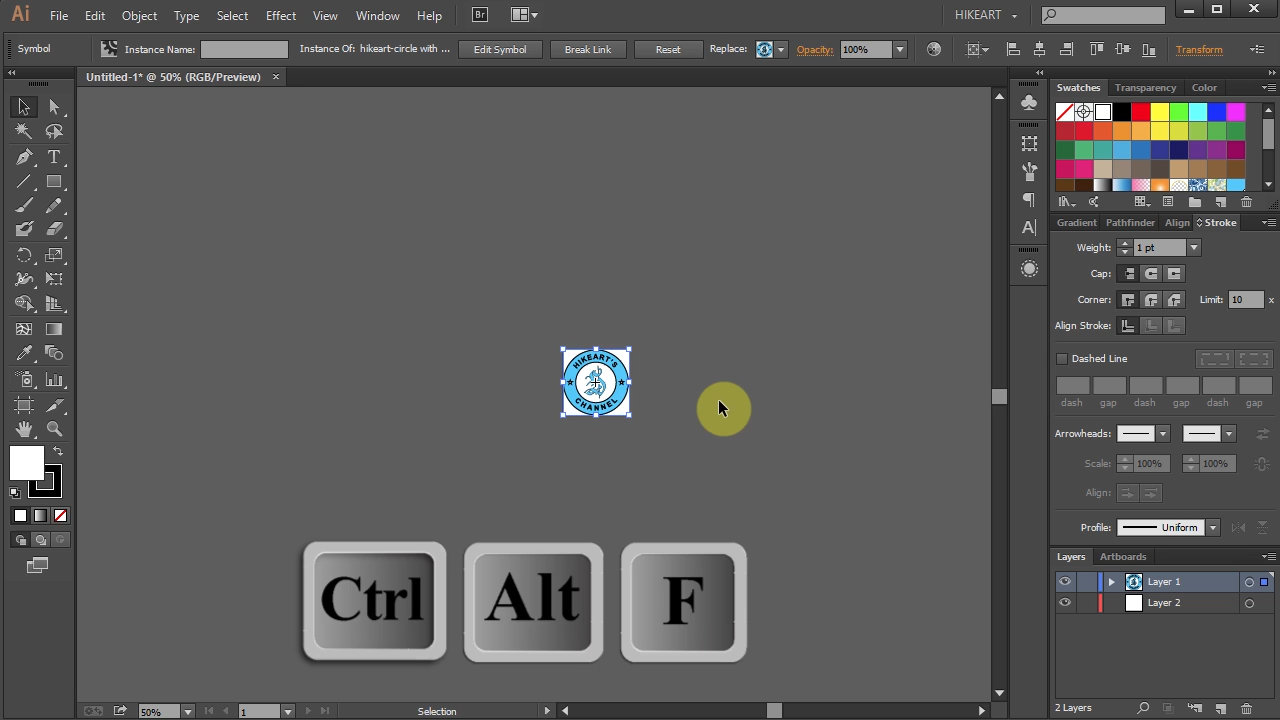 Ai File Edit Object Type Select Effect View Window Help Br HIKEART
Symbol Instance Name: Instance Of: hikeart-circle with ... Edit Symbol Break Link Reset Replace: Opacity: 100% Transform
Untitled-1* @ 50% (RGB/Preview) ×
Swatches Transparency Color
Gradient Pathfinder Align Stroke
Weight: 1 pt
Cap:
Corner: Limit: 10 x
Align Stroke:
Dashed Line
dash gap dash gap dash gap
Arrowheads:
Scale: 100% 100%
Align:
Profile: Uniform
Layers Artboards
Layer 1
Layer 2
2 Layers
HIKEART'S
CHANNEL
Ctrl Alt F
50% 1 Selection